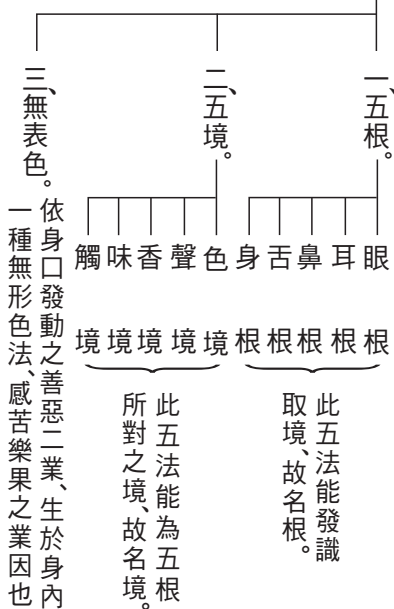 一、五根。
眼根
耳根
鼻根
舌根
身根
此五法能發識
取境、故名根。
二、五境。
色境
聲境
香境
味境
觸境
此五法能為五根
所對之境、故名境。
三、無表色。
依身口發動之善惡二業、生於身內
一種無形色法、感苦樂果之業因也